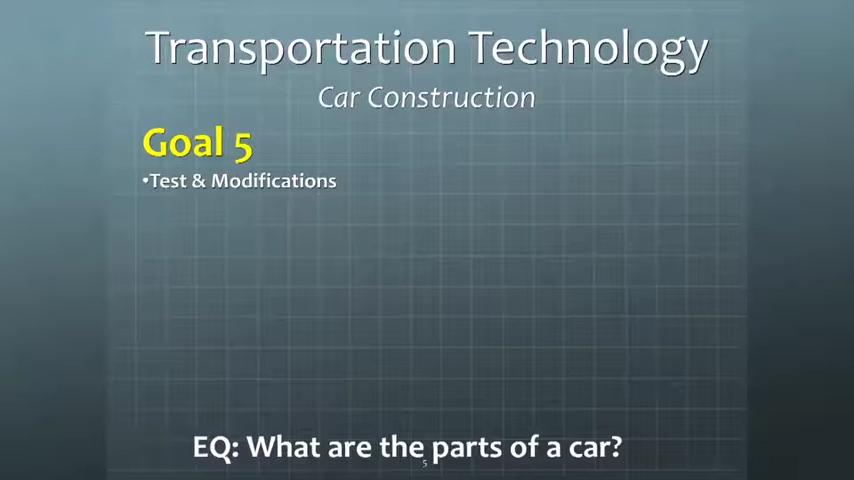 Transportation Technology
Car Construction
Goal 5
•Test & Modifications
EQ: What are the parts of a car?
5